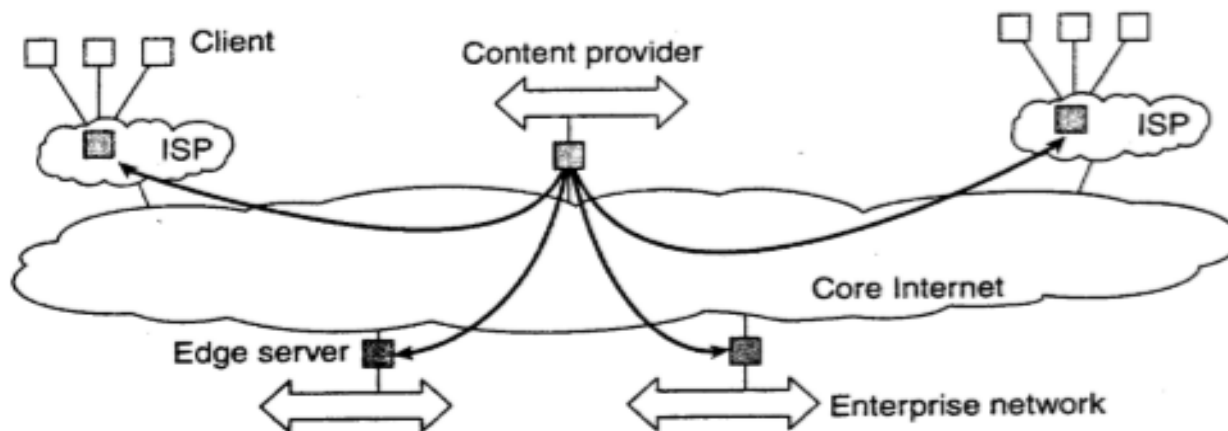 Client
Content provider
ISP
ISP
Core Internet
Edge server
Enterprise network